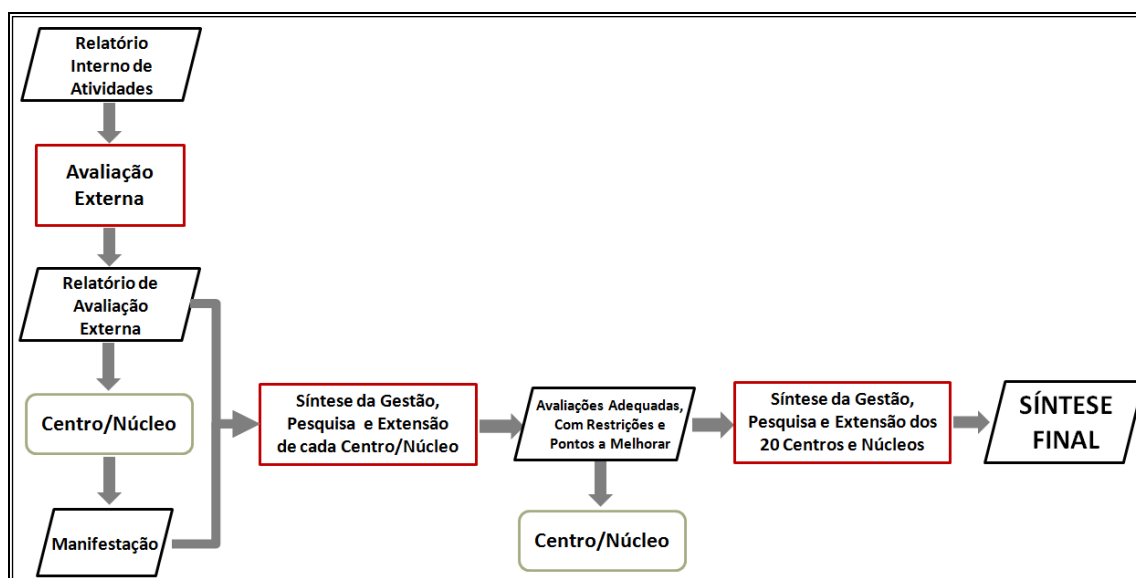 Relatório
Interno de
Atividades
Avaliação
Externa
Relatório de
Avaliação
Externa
Centro/Núcleo
Manifestação
Síntese da Gestão,
Pesquisa e Extensão
de cada Centro/Núcleo
Avaliações Adequadas,
Com Restrições e
Pontos a Melhorar
Centro/Núcleo
Síntese da Gestão,
Pesquisa e Extensão dos
20 Centros e Núcleos
SÍNTESE
FINAL